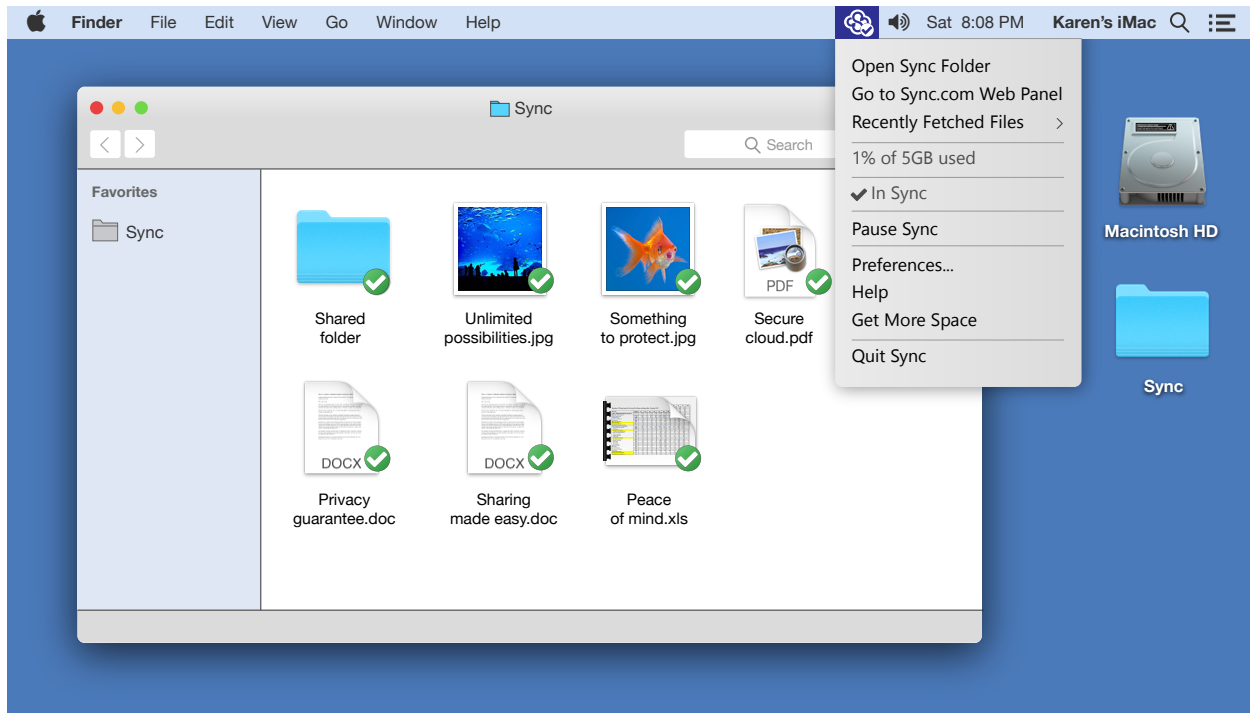 Finder File Edit View Go Window Help Sat 8:08 PM Karen's iMac
Open Sync Folder
Go to Sync.com Web Panel
Recently Fetched Files
1% of 5GB used
In Sync
Pause Sync
Preferences...
Help
Get More Space
Quit Sync
Sync
Search
Favorites
Sync
Shared
folder
Unlimited
possibilities.jpg
Something
to protect.jpg
PDF
Secure
cloud.pdf
DOCX
Privacy
guarantee.doc
DOCX
Sharing
made easy.doc
Peace
of mind.xls
Macintosh HD
Sync